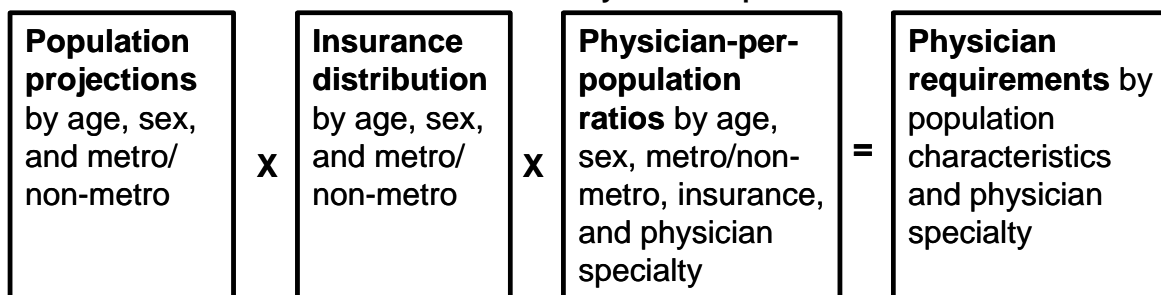 Population
projections
by age, sex,
and metro/
non-metro
X
Insurance
distribution
by age, sex,
and metro/
non-metro
X
Physician-per-
population
ratios by age,
sex, metro/non-
metro, insurance,
and physician
specialty
=
Physician
requirements by
population
characteristics
and physician
specialty